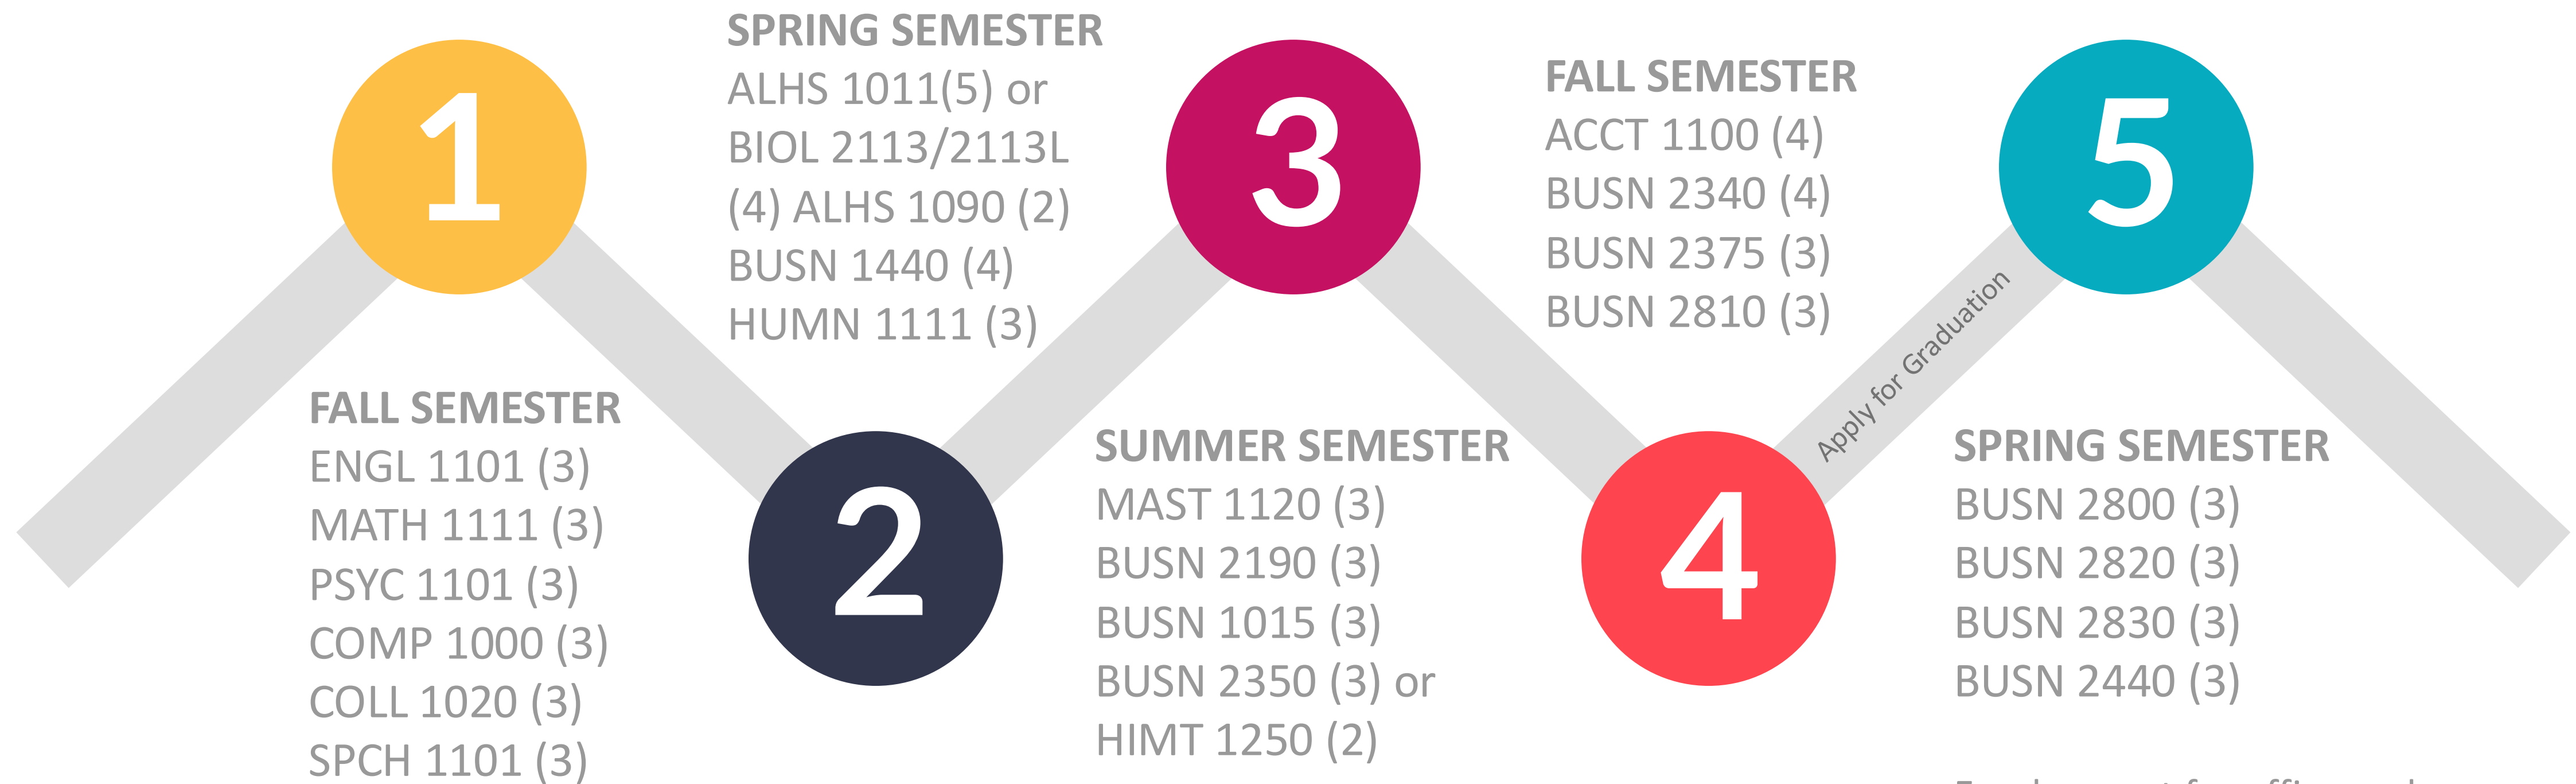 1
FALL SEMESTER
ENGL 1101 (3)
MATH 1111 (3)
PSYC 1101 (3)
COMP 1000 (3)
COLL 1020 (3)
SPCH 1101 (3)
2
SPRING SEMESTER
ALHS 1011(5) or
BIOL 2113/2113L
(4) ALHS 1090 (2)
BUSN 1440 (4)
HUMN 1111 (3)
3
SUMMER SEMESTER
MAST 1120 (3)
BUSN 2190 (3)
BUSN 1015 (3)
BUSN 2350 (3) or
HIMT 1250 (2)
4
FALL SEMESTER
ACCT 1100 (4)
BUSN 2340 (4)
BUSN 2375 (3)
BUSN 2810 (3)
Apply for Graduation
5
SPRING SEMESTER
BUSN 2800 (3)
BUSN 2820 (3)
BUSN 2830 (3)
BUSN 2440 (3)